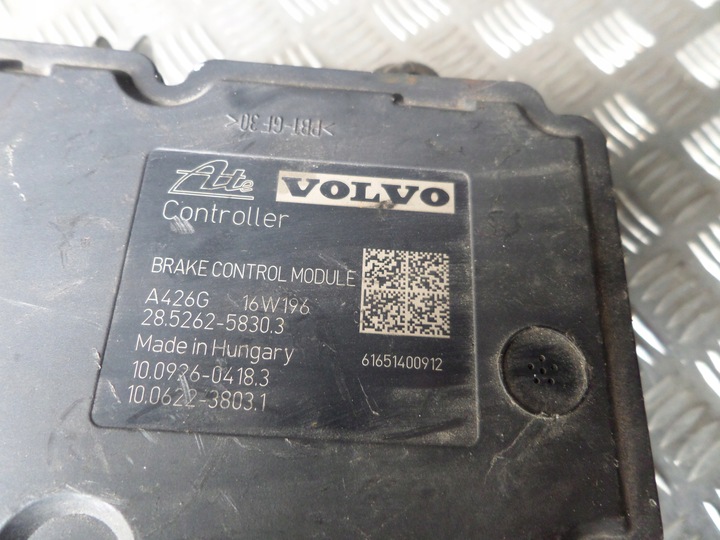 >PBT-GF30<
Ate VOLVO
Controller
BRAKE CONTROL MODULE
A426G 16W196
28.5262-5830.3
Made in Hungary
61651400912
10.0926-0418.3
10.0622-3803.1